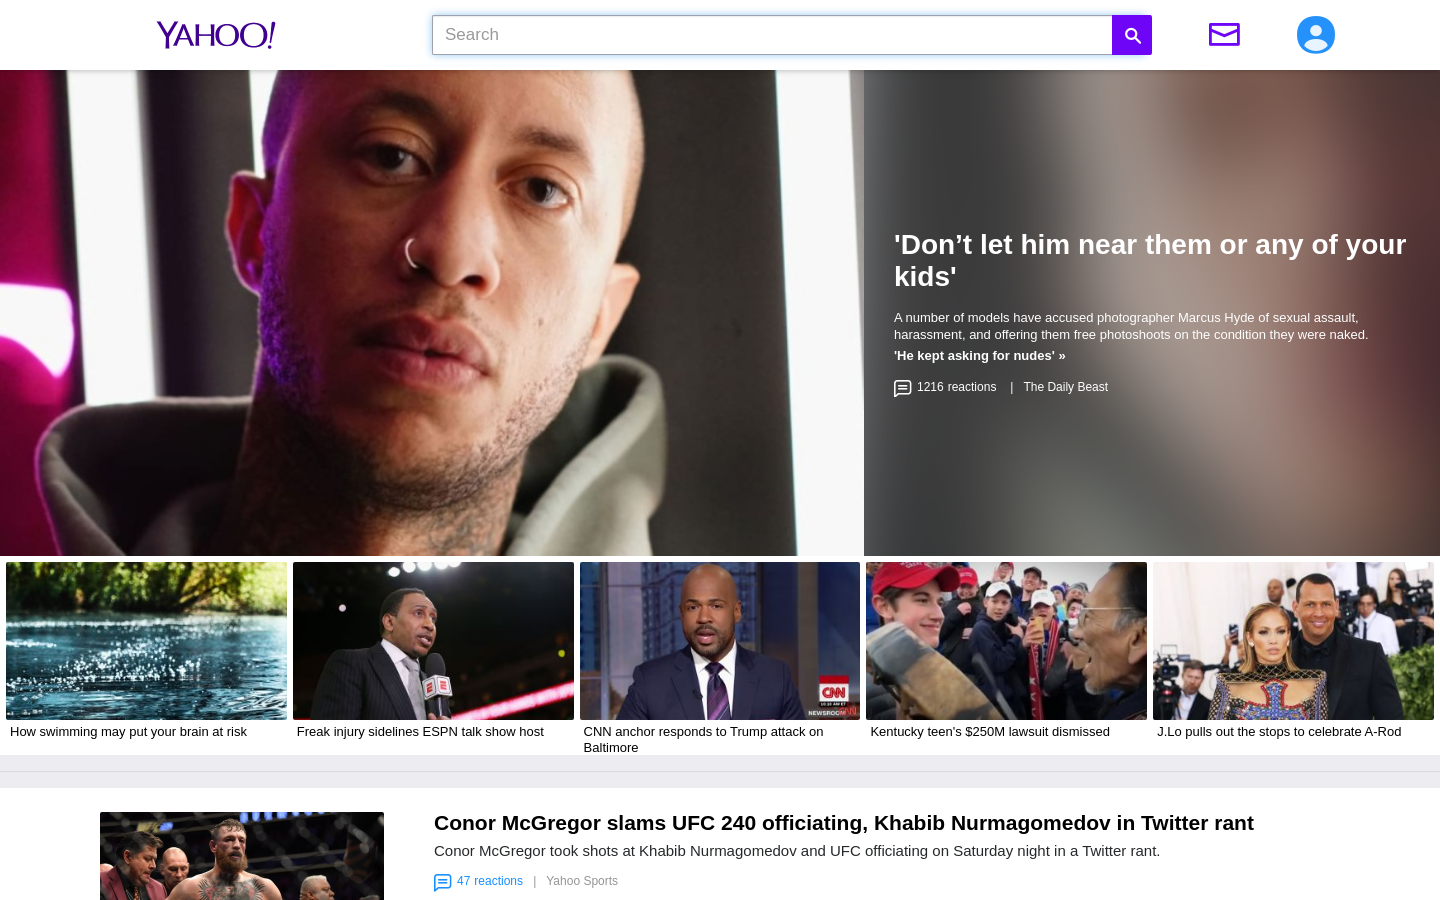 YAHOO!
Search
'Don’t let him near them or any of your
kids'
A number of models have accused photographer Marcus Hyde of sexual assault,
harassment, and offering them free photoshoots on the condition they were naked.
'He kept asking for nudes' »
1216 reactions | The Daily Beast
CNN
NEWSROOM
How swimming may put your brain at risk
Freak injury sidelines ESPN talk show host
CNN anchor responds to Trump attack on
Baltimore
Kentucky teen's $250M lawsuit dismissed
J.Lo pulls out the stops to celebrate A-Rod
Conor McGregor slams UFC 240 officiating, Khabib Nurmagomedov in Twitter rant
Conor McGregor took shots at Khabib Nurmagomedov and UFC officiating on Saturday night in a Twitter rant.
47 reactions | Yahoo Sports